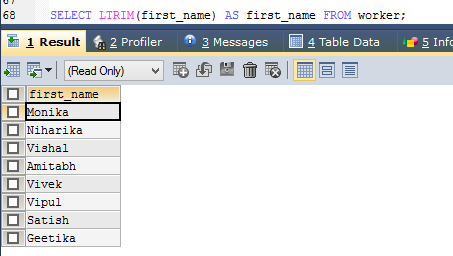 68 SELECT LTRIM(first_name) AS first_name FROM worker;
1 Result 2 Profiler 3 Messages 4 Table Data 5 Info
(Read Only)
first_name
Monika
Niharika
Vishal
Amitabh
Vivek
Vipul
Satish
Geetika